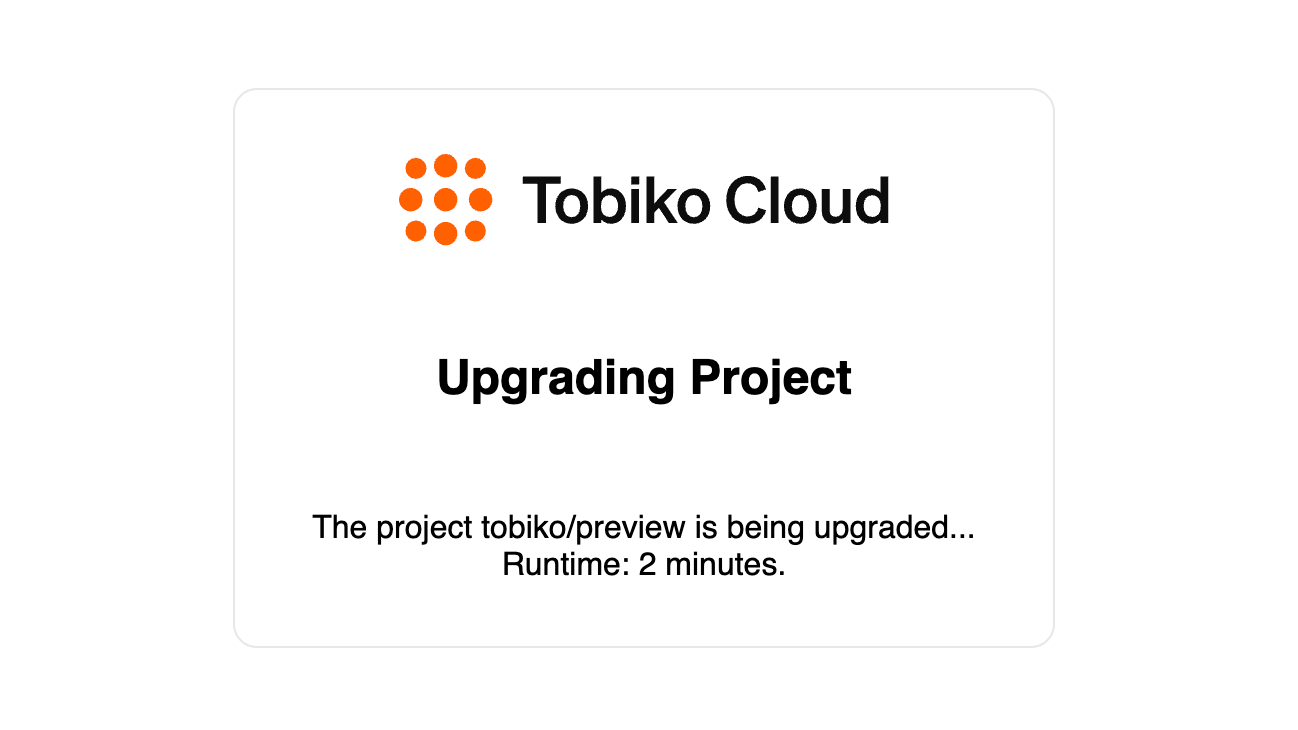 Tobiko Cloud
Upgrading Project
The project tobiko/preview is being upgraded...
Runtime: 2 minutes.